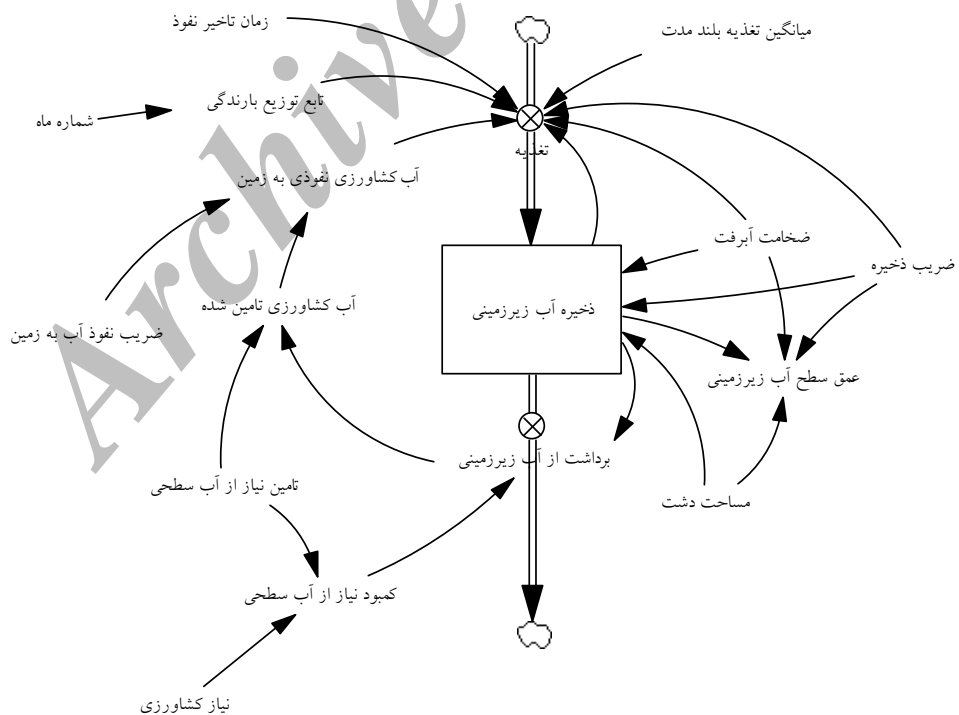 میانگین تغذیه بلند مدت
زمان تاخیر نفوذ
تابع توزیع بارندگی
شماره ماه
تغذیه
آب کشاورزی نفوذی به زمین
ضخامت آبرفت
ضریب ذخیره
ذخیره آب زیرزمینی
آب کشاورزی تامین شده
ضریب نفوذ آب به زمین
عمق سطح آب زیرزمینی
برداشت از آب زیرزمینی
تامین نیاز از آب سطحی
مساحت دشت
کمبود نیاز از آب سطحی
نیاز کشاورزی
Archive